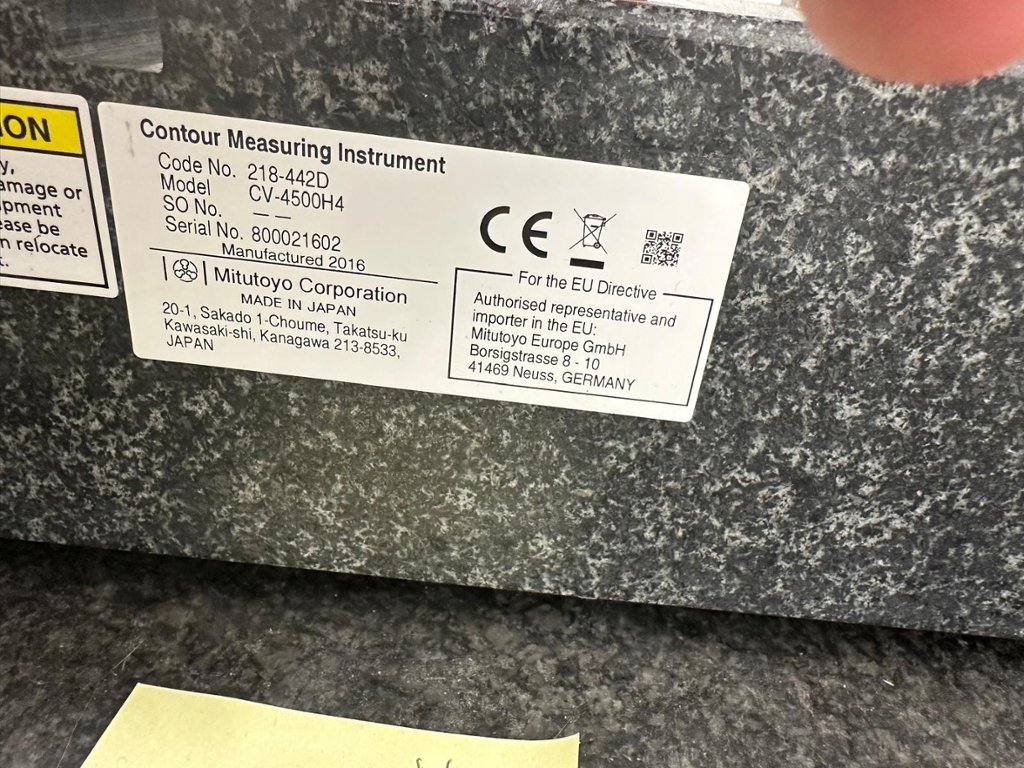 ION
y,
amage or
ipment
ease be
n relocate
t.
Contour Measuring Instrument
Code No. 218-442D
Model CV-4500H4
SO No. — —
Serial No. 800021602
Manufactured 2016
Mitutoyo Corporation
MADE IN JAPAN
20-1, Sakado 1-Choume, Takatsu-ku
Kawasaki-shi, Kanagawa 213-8533,
JAPAN
CE
For the EU Directive
Authorised representative and
importer in the EU:
Mitutoyo Europe GmbH
Borsigstrasse 8 - 10
41469 Neuss, GERMANY